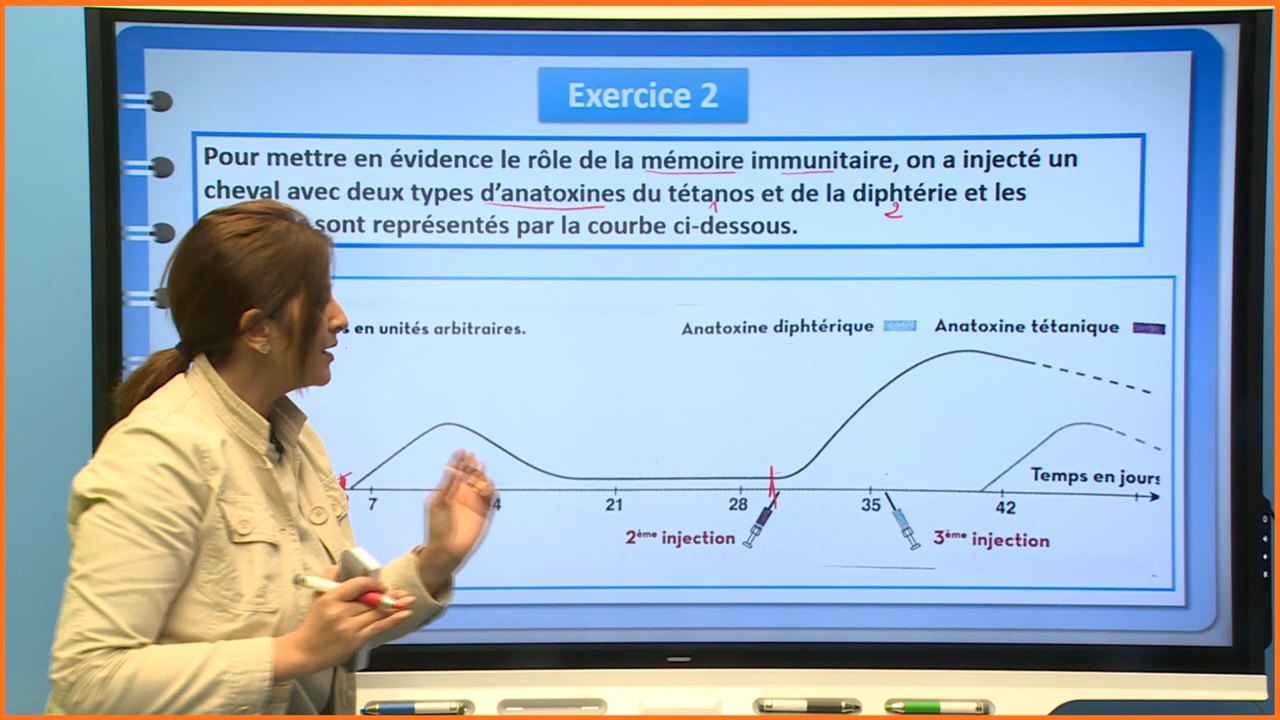 Exercice 2
Pour mettre en évidence le rôle de la mémoire immunitaire, on a injecté un
cheval avec deux types d'anatoxines du tétanos et de la diphtérie et les
1 2
sont représentés par la courbe ci-dessous.
en unités arbitraires.
Anatoxine diphtérique Anatoxine tétanique
Temps en jours
7 21 28 35 42
2ème injection 3ème injection